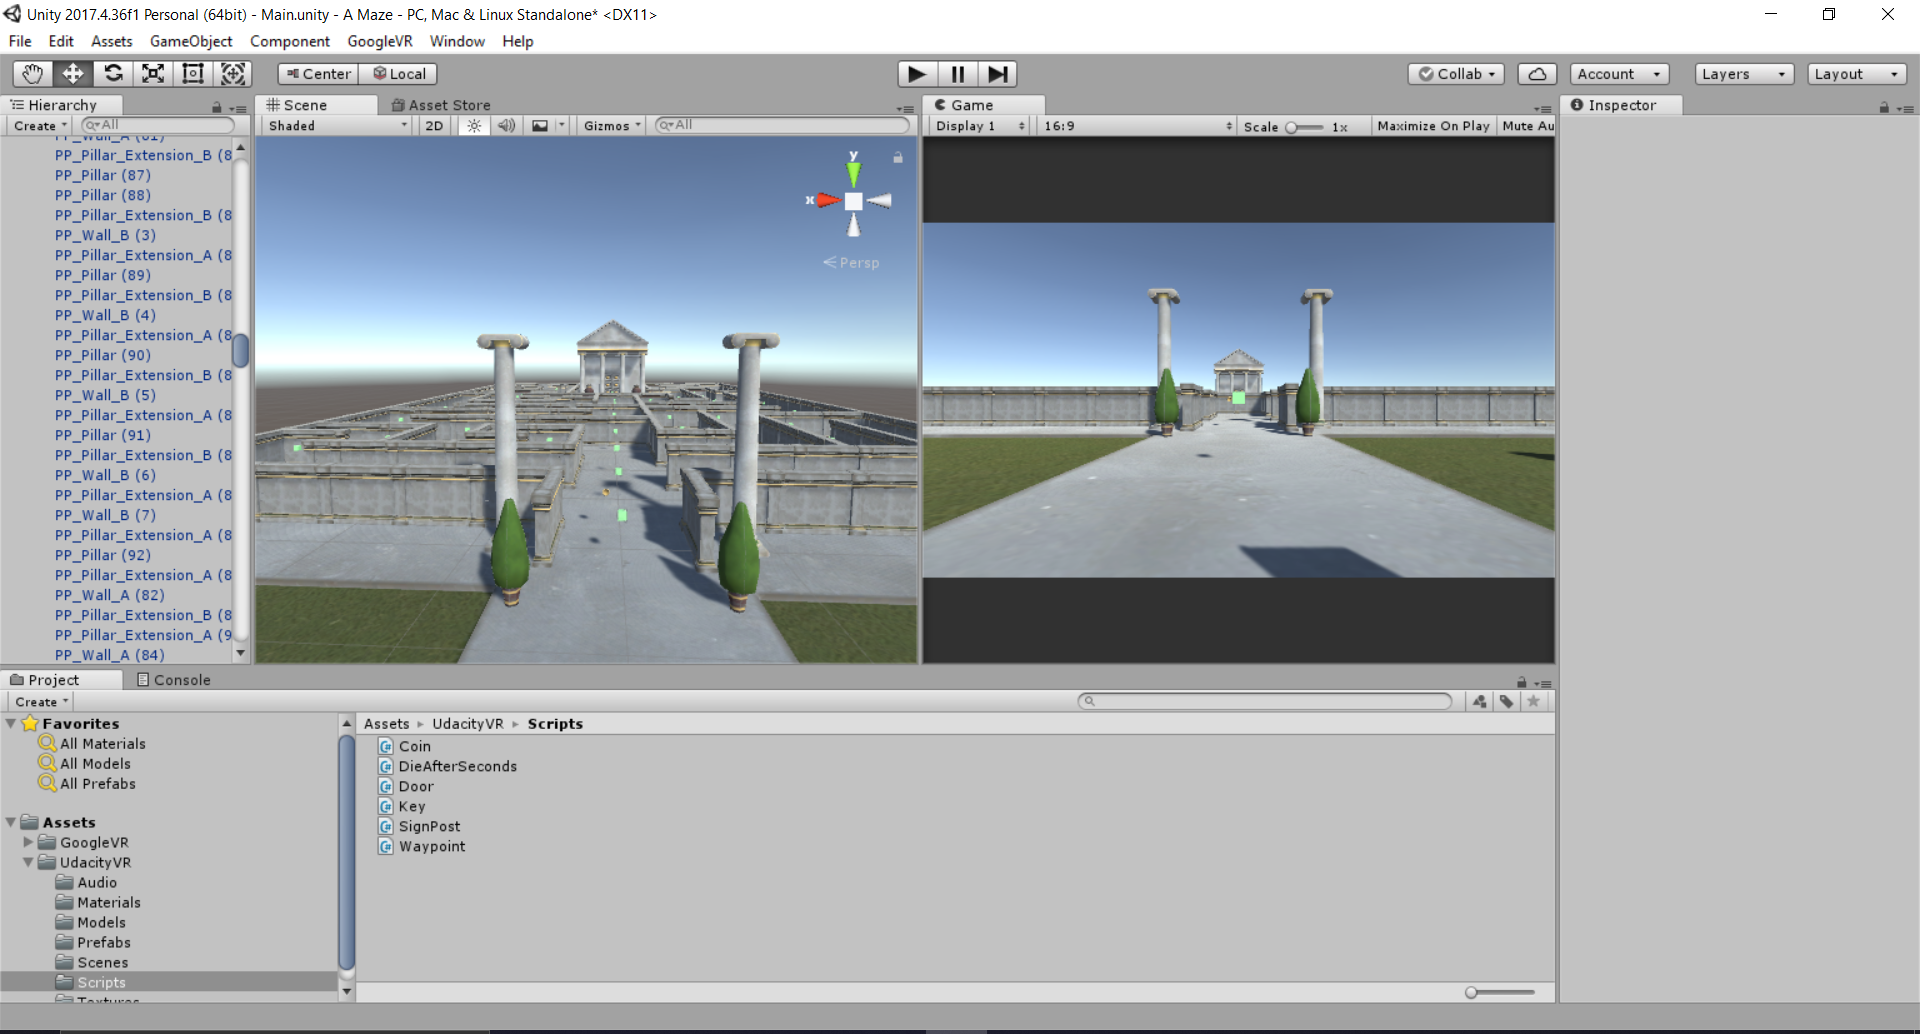 Unity 2017.4.36f1 Personal (64bit) - Main.unity - A Maze - PC, Mac & Linux Standalone* <DX11>
File Edit Assets GameObject Component GoogleVR Window Help
Center Local Collab Account Layers Layout
Hierarchy
Create All
PP_Wall_A (81)
PP_Pillar_Extension_B (8
PP_Pillar (87)
PP_Pillar (88)
PP_Pillar_Extension_B (8
PP_Wall_B (3)
PP_Pillar_Extension_A (8
PP_Pillar (89)
PP_Pillar_Extension_B (8
PP_Wall_B (4)
PP_Pillar_Extension_A (8
PP_Pillar (90)
PP_Pillar_Extension_B (8
PP_Wall_B (5)
PP_Pillar_Extension_A (8
PP_Pillar (91)
PP_Pillar_Extension_B (8
PP_Wall_B (6)
PP_Pillar_Extension_A (8
PP_Wall_B (7)
PP_Pillar_Extension_A (8
PP_Pillar (92)
PP_Pillar_Extension_A (8
PP_Wall_A (82)
PP_Pillar_Extension_B (8
PP_Pillar_Extension_A (9
PP_Wall_A (84)
Scene Asset Store
Shaded 2D Gizmos All
y
x
Persp
Game
Display 1 16:9 Scale 1x Maximize On Play Mute Au
Inspector
Project Console
Create
Favorites
All Materials
All Models
All Prefabs
Assets
GoogleVR
UdacityVR
Audio
Materials
Models
Prefabs
Scenes
Scripts
Textures
Assets UdacityVR Scripts
Coin
DieAfterSeconds
Door
Key
SignPost
Waypoint